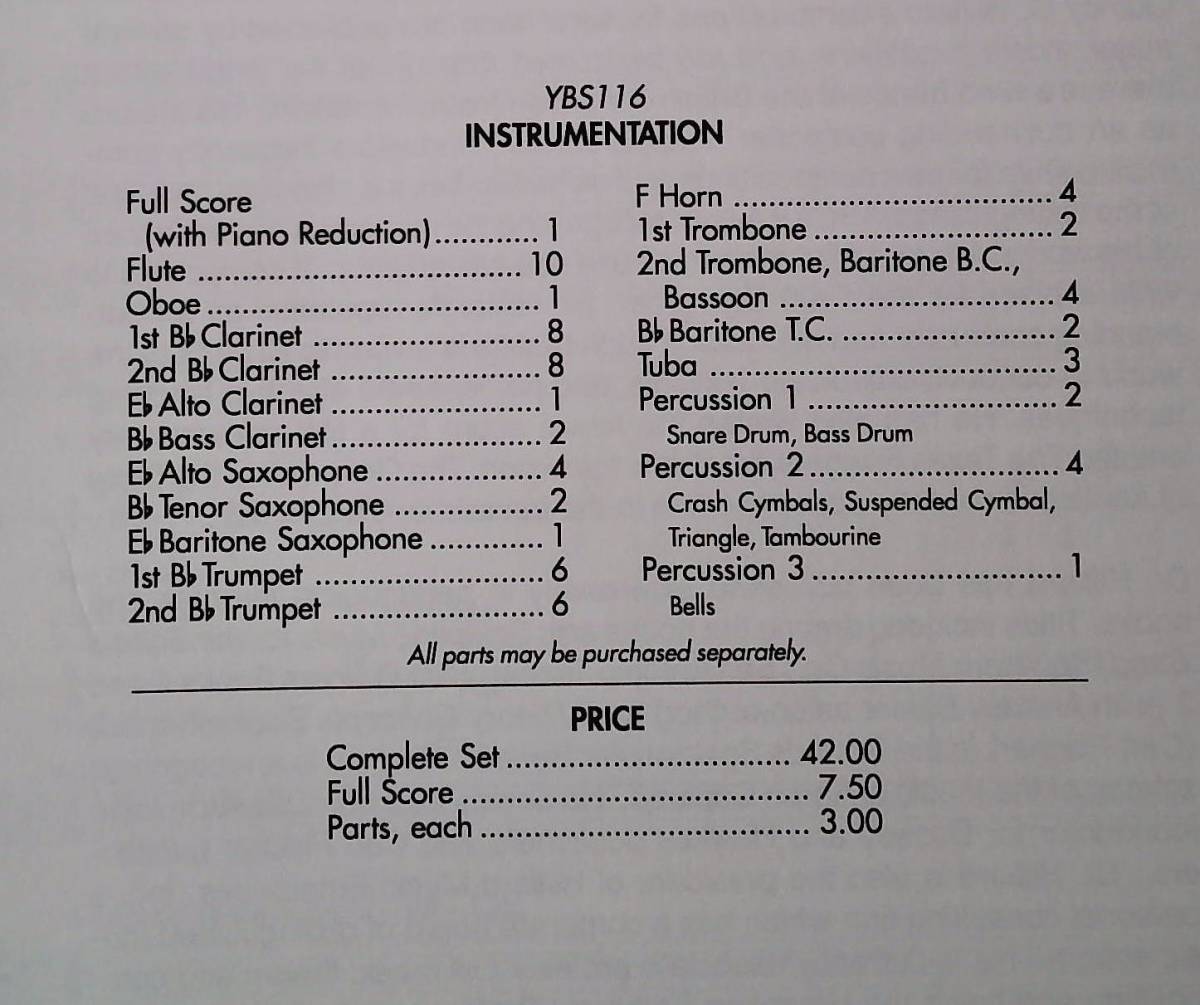 YBS116
INSTRUMENTATION
Full Score
(with Piano Reduction)............ 1
Flute .................................... 10
Oboe..................................... 1
1st B♭ Clarinet ......................... 8
2nd B♭ Clarinet ....................... 8
E♭ Alto Clarinet ....................... 1
B♭ Bass Clarinet....................... 2
E♭ Alto Saxophone .................. 4
B♭ Tenor Saxophone ................ 2
E♭ Baritone Saxophone ............. 1
1st B♭ Trumpet ......................... 6
2nd B♭ Trumpet ....................... 6
F Horn ................................... 4
1st Trombone .......................... 2
2nd Trombone, Baritone B.C.,
Bassoon .............................. 4
B♭ Baritone T.C. ....................... 2
Tuba ...................................... 3
Percussion 1 ............................ 2
Snare Drum, Bass Drum
Percussion 2............................ 4
Crash Cymbals, Suspended Cymbal,
Triangle, Tambourine
Percussion 3............................ 1
Bells
All parts may be purchased separately.
PRICE
Complete Set ............................... 42.00
Full Score ...................................... 7.50
Parts, each .................................... 3.00